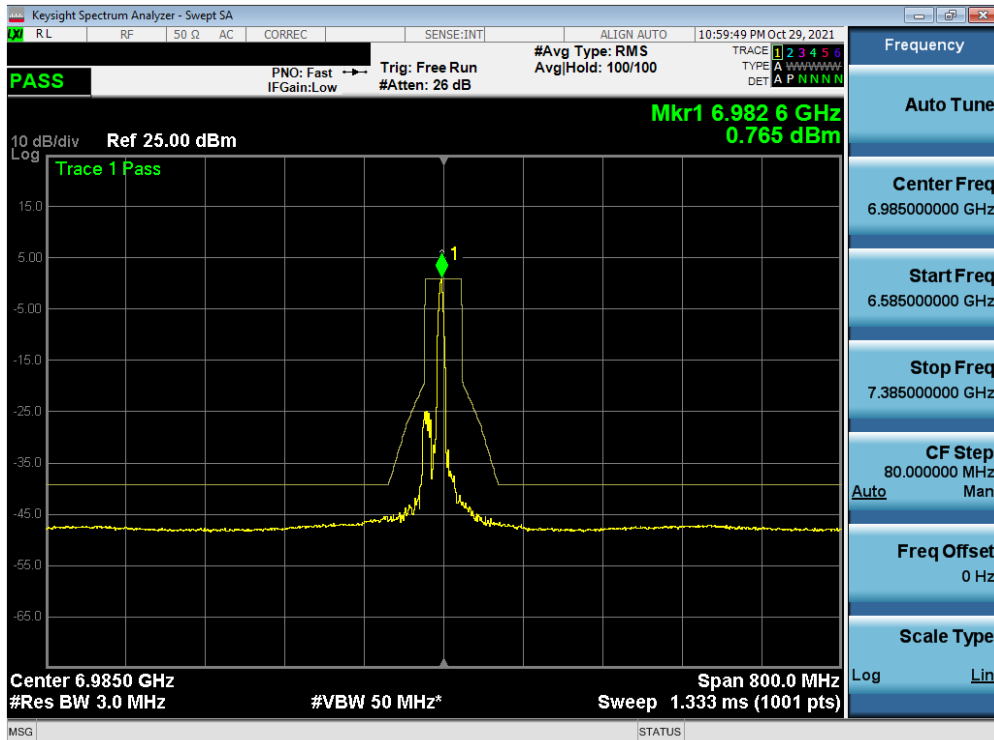 Keysight Spectrum Analyzer - Swept SA
LXI RL RF 50 Ω AC CORREC SENSE:INT ALIGN AUTO 10:59:49 PM Oct 29, 2021
PASS
PNO: Fast
IFGain:Low
Trig: Free Run
#Atten: 26 dB
#Avg Type: RMS
Avg|Hold: 100/100
TRACE 1 2 3 4 5 6
TYPE A WWWWW
DET A P N N N N
Mkr1 6.982 6 GHz
0.765 dBm
10 dB/div Ref 25.00 dBm
Log
Trace 1 Pass
1
15.0
5.00
-5.00
-15.0
-25.0
-35.0
-45.0
-55.0
-65.0
Center 6.9850 GHz Span 800.0 MHz
#Res BW 3.0 MHz #VBW 50 MHz* Sweep 1.333 ms (1001 pts)
MSG STATUS
Frequency
Auto Tune
Center Freq
6.985000000 GHz
Start Freq
6.585000000 GHz
Stop Freq
7.385000000 GHz
CF Step
80.000000 MHz
Auto Man
Freq Offset
0 Hz
Scale Type
Log Lin